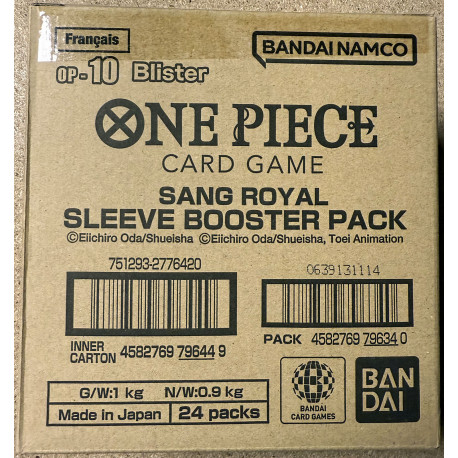 Français
BANDAI NAMCO
OP-10 Blister
ONE PIECE
CARD GAME
SANG ROYAL
SLEEVE BOOSTER PACK
©Eiichiro Oda/Shueisha ©Eiichiro Oda/Shueisha, Toei Animation
751293-2776420
0639131114
INNER CARTON 4582769 79644 9
PACK 4582769 79634 0
G/W:1 kg N/W:0.9 kg
Made in Japan 24 packs
BANDAI CARD GAMES
BANDAI